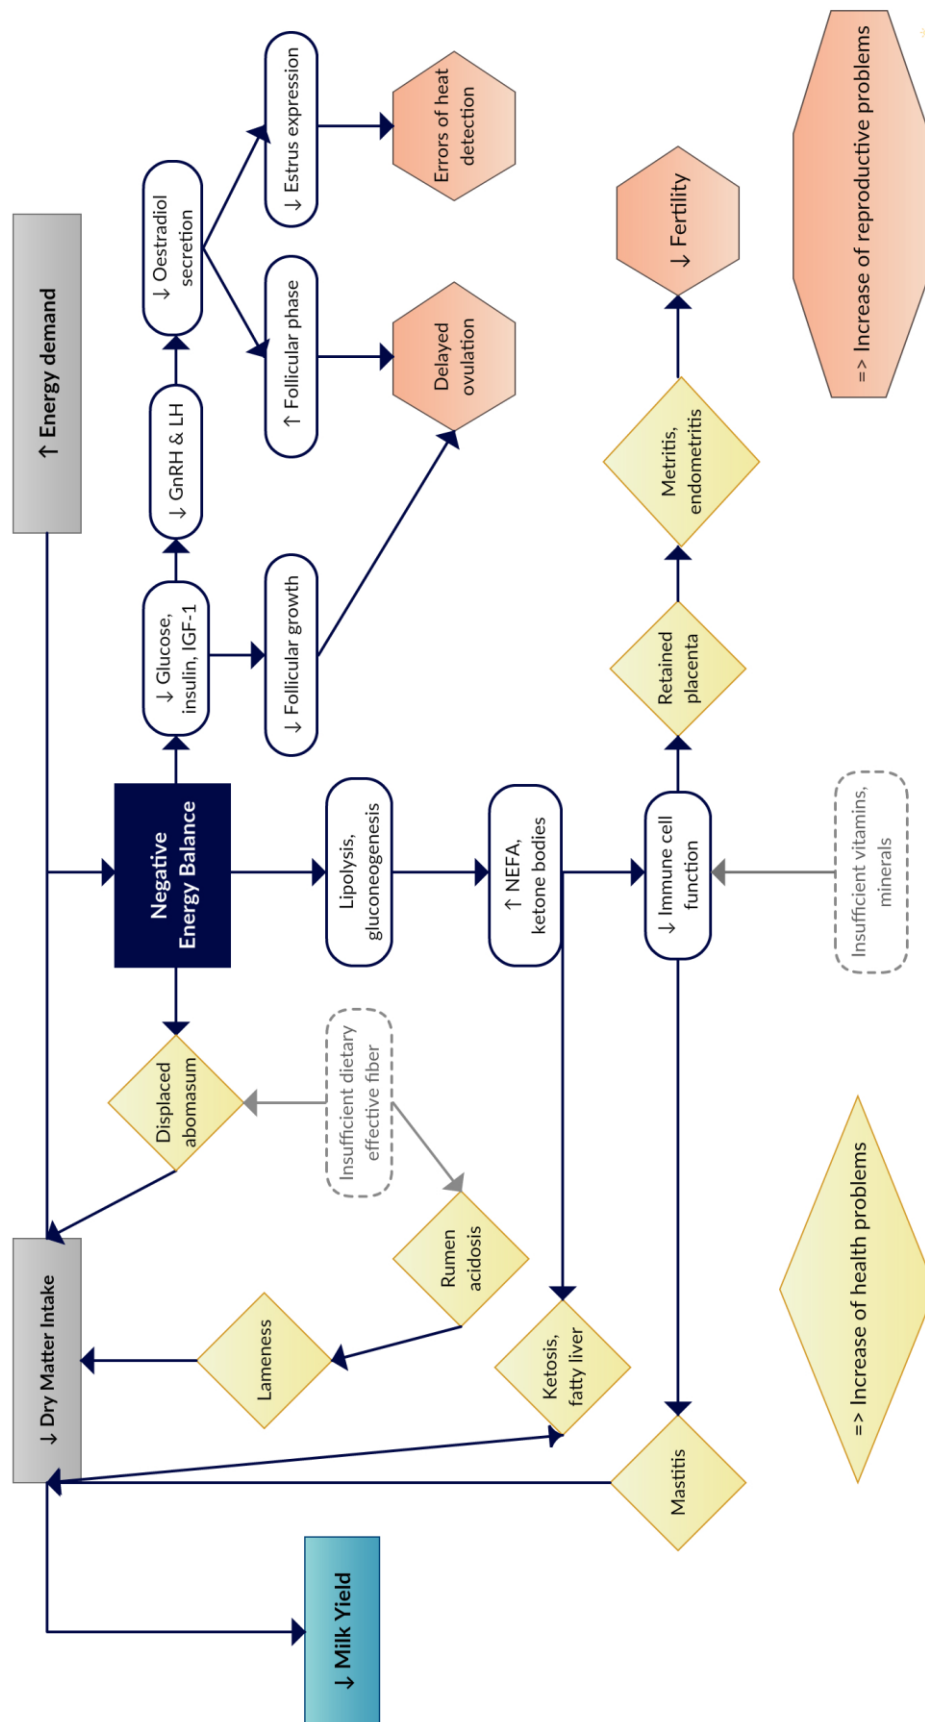 ↓ Dry Matter Intake
↑ Energy demand
Displaced
abomasum
Negative
Energy Balance
↓ Glucose,
insulin, IGF-1
↓ GnRH & LH
↓ Oestradiol
secretion
Lameness
↓ Follicular growth
↑ Follicular phase
↓ Estrus expression
↓ Milk Yield
Rumen
acidosis
Insufficient dietary
effective fiber
Lipolysis,
gluconeogenesis
Delayed
ovulation
Errors of heat
detection
Ketosis,
fatty liver
↑ NEFA,
ketone bodies
Mastitis
↓ Immune cell
function
Retained
placenta
Metritis,
endometritis
↓ Fertility
=> Increase of health problems
Insufficient vitamins,
minerals
=> Increase of reproductive problems